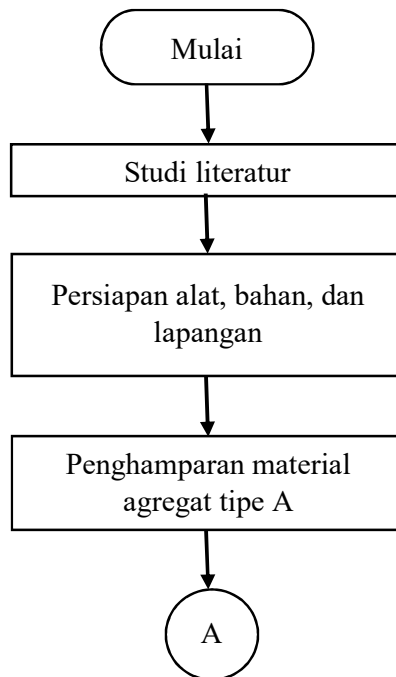 Mulai
Studi literatur
Persiapan alat, bahan, dan
lapangan
Penghamparan material
agregat tipe A
A